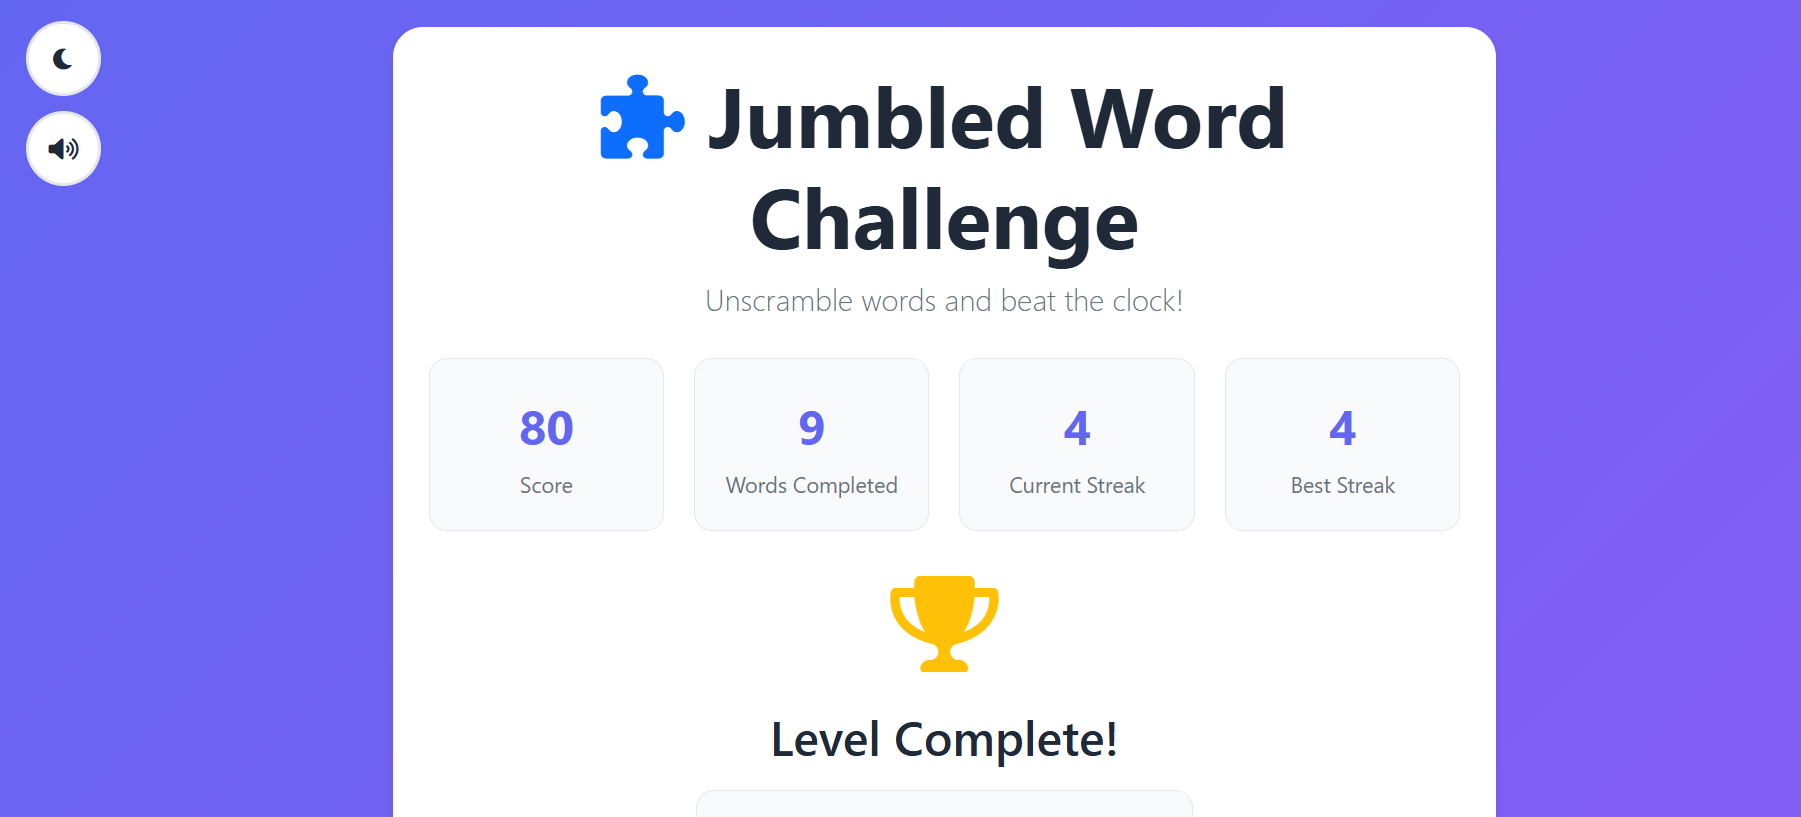 Jumbled Word
Challenge
Unscramble words and beat the clock!
80
Score
9
Words Completed
4
Current Streak
4
Best Streak
Level Complete!